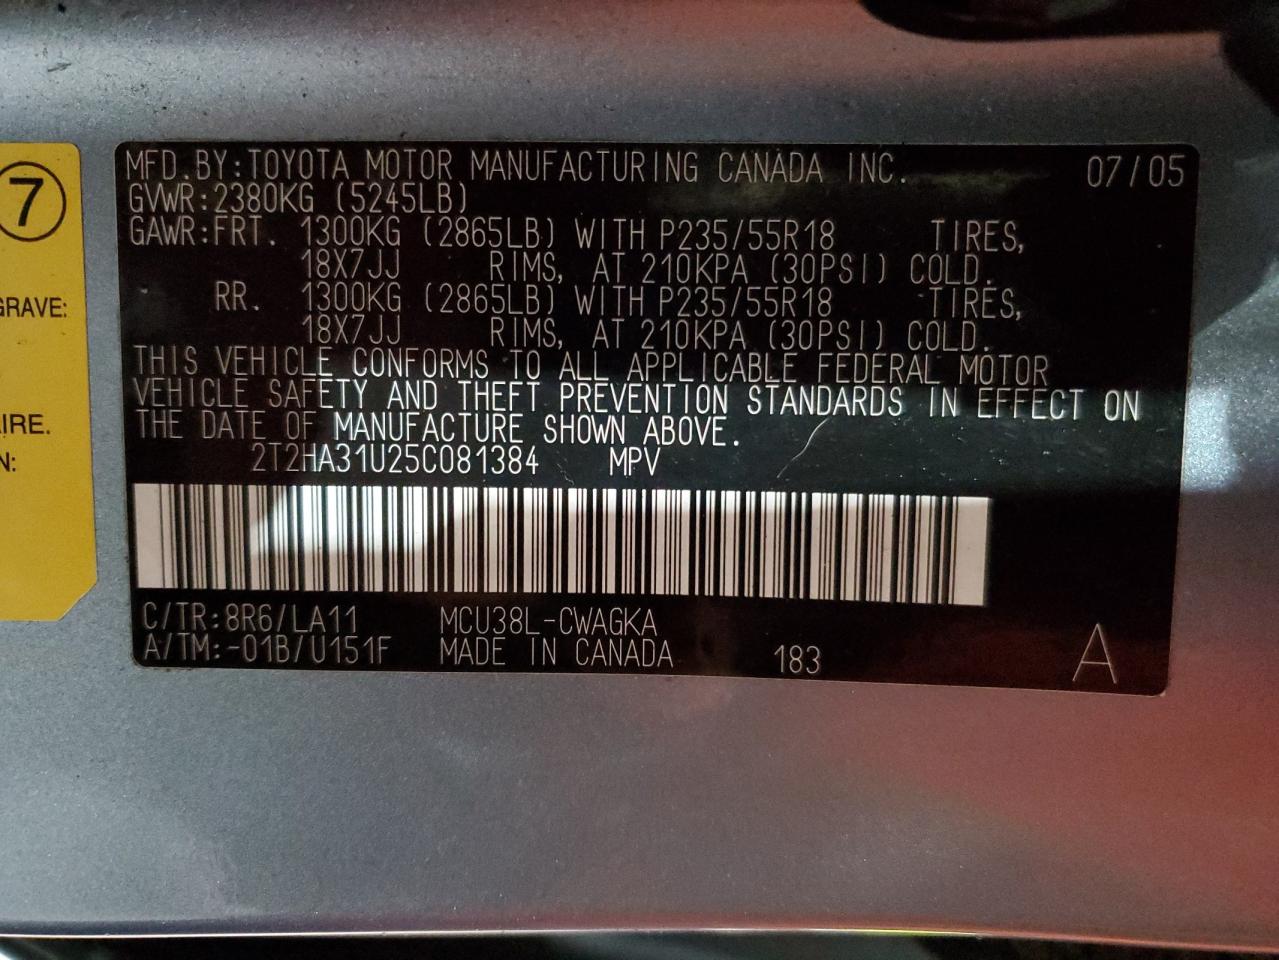 7
GRAVE:
IRE.
N:
MFD. BY: TOYOTA MOTOR MANUFACTURING CANADA INC. 07/05
GVWR: 2380KG (5245LB)
GAWR: FRT. 1300KG (2865LB) WITH P235/55R18 TIRES,
18X7JJ RIMS, AT 210KPA (30PSI) COLD.
RR. 1300KG (2865LB) WITH P235/55R18 TIRES,
18X7JJ RIMS, AT 210KPA (30PSI) COLD.
THIS VEHICLE CONFORMS TO ALL APPLICABLE FEDERAL MOTOR
VEHICLE SAFETY AND THEFT PREVENTION STANDARDS IN EFFECT ON
THE DATE OF MANUFACTURE SHOWN ABOVE.
2T2HA31U25C081384 MPV
C/TR: 8R6/LA11 MCU38L-CWAGKA
A/TM: -01B/U151F MADE IN CANADA 183 A